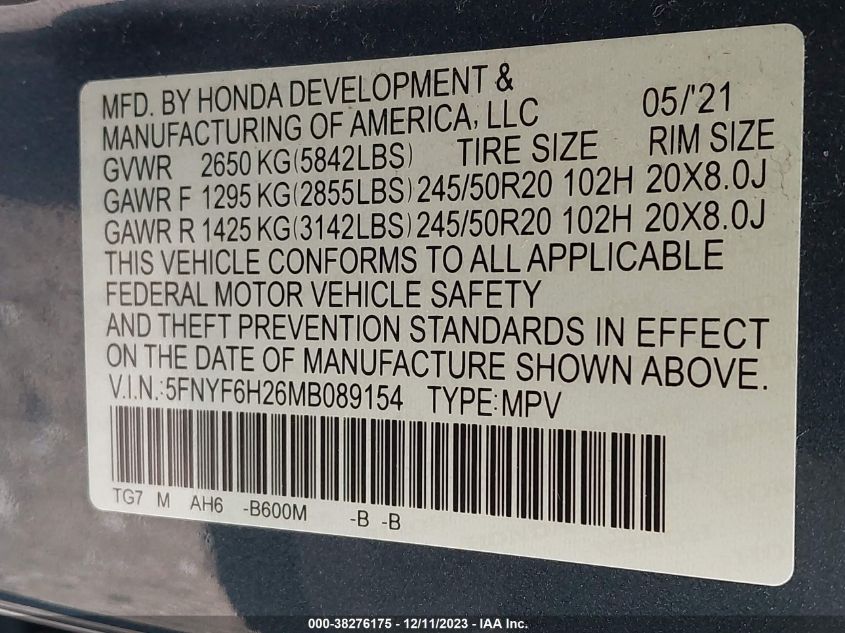 MFD. BY HONDA DEVELOPMENT &
MANUFACTURING OF AMERICA, LLC 05/'21
GVWR 2650 KG(5842LBS) TIRE SIZE RIM SIZE
GAWR F 1295 KG(2855LBS) 245/50R20 102H 20X8.0J
GAWR R 1425 KG(3142LBS) 245/50R20 102H 20X8.0J
THIS VEHICLE CONFORMS TO ALL APPLICABLE
FEDERAL MOTOR VEHICLE SAFETY
AND THEFT PREVENTION STANDARDS IN EFFECT
ON THE DATE OF MANUFACTURE SHOWN ABOVE.
V.I.N.:5FNYF6H26MB089154 TYPE:MPV
TG7 M AH6 -B600M -B -B
000-38276175 - 12/11/2023 - IAA Inc.